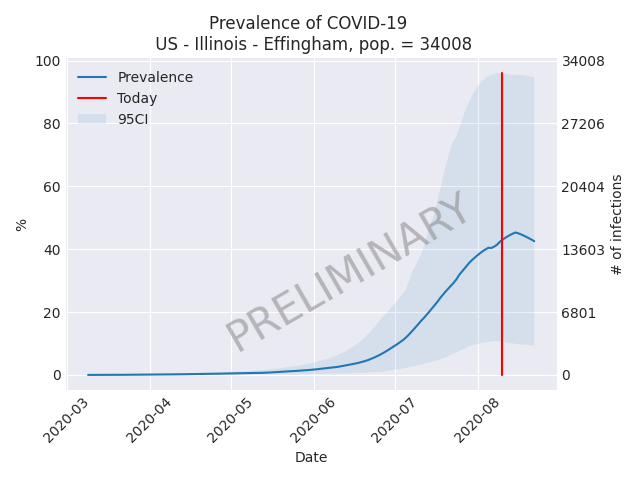 Prevalence of COVID-19
US - Illinois - Effingham, pop. = 34008
Prevalence
Today
95CI
100
80
60
40
20
0
%
34008
27206
20404
13603
6801
0
# of infections
PRELIMINARY
2020-03
2020-04
2020-05
2020-06
2020-07
2020-08
Date